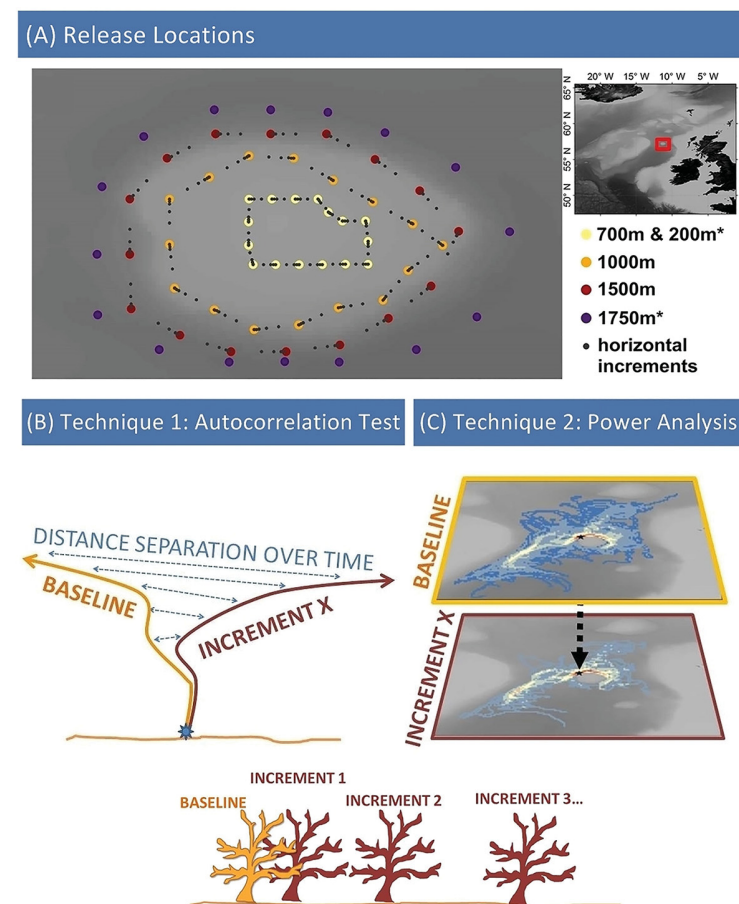 (A) Release Locations
20° W 15° W 10° W 5° W
65° N
60° N
55° N
50° N
700m & 200m*
1000m
1500m
1750m*
horizontal
increments
(B) Technique 1: Autocorrelation Test
(C) Technique 2: Power Analysis
DISTANCE SEPARATION OVER TIME
BASELINE
INCREMENT X
BASELINE
INCREMENT X
INCREMENT 1
BASELINE
INCREMENT 2
INCREMENT 3...